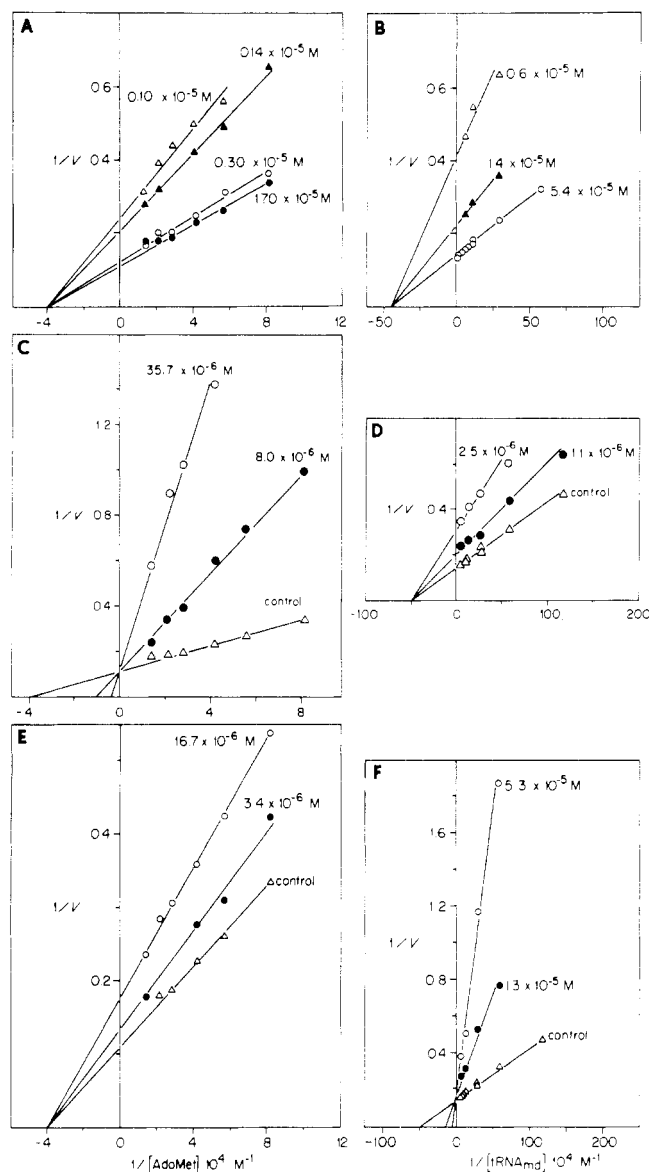 A
0.14 x 10⁻⁵ M
0.10 x 10⁻⁵ M
0.6
1/V
0.4
0.30 x 10⁻⁵ M
1.70 x 10⁻⁵ M
-4 0 4 8 12
B
0.6 x 10⁻⁵ M
0.6
1/V
0.4
1.4 x 10⁻⁵ M
5.4 x 10⁻⁵ M
-50 0 50 100
C
35.7 x 10⁻⁶ M
1.2
1/V
0.8
8.0 x 10⁻⁶ M
0.4
control
-4 0 4 8
D
2.5 x 10⁻⁶ M
1.1 x 10⁻⁶ M
1/V
0.4
control
-100 0 100 200
E
16.7 x 10⁻⁶ M
3.4 x 10⁻⁶ M
0.4
control
1/V
0.2
-4 0 4 8
1/[AdoMet] 10⁴ M⁻¹
F
5.3 x 10⁻⁵ M
1.6
1.2
1/V
0.8
1.3 x 10⁻⁵ M
control
0.4
-100 0 100 200
1/[tRNAmd] 10⁴ M⁻¹